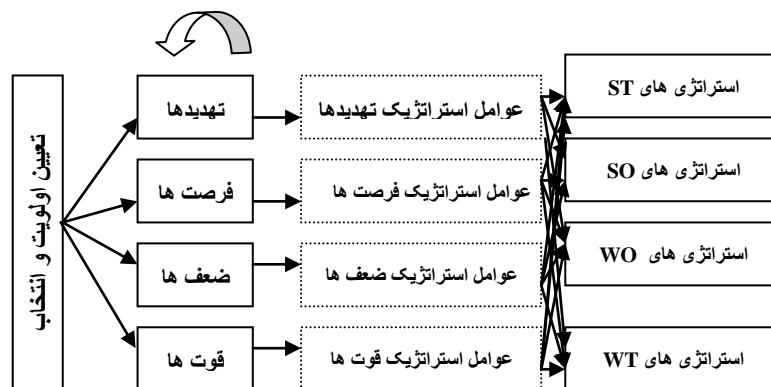 تعیین اولویت و انتخاب
تهدیدها
فرصت ها
ضعف ها
قوت ها
عوامل استراتژیک تهدیدها
عوامل استراتژیک فرصت ها
عوامل استراتژیک ضعف ها
عوامل استراتژیک قوت ها
استراتژی های ST
استراتژی های SO
استراتژی های WO
استراتژی های WT